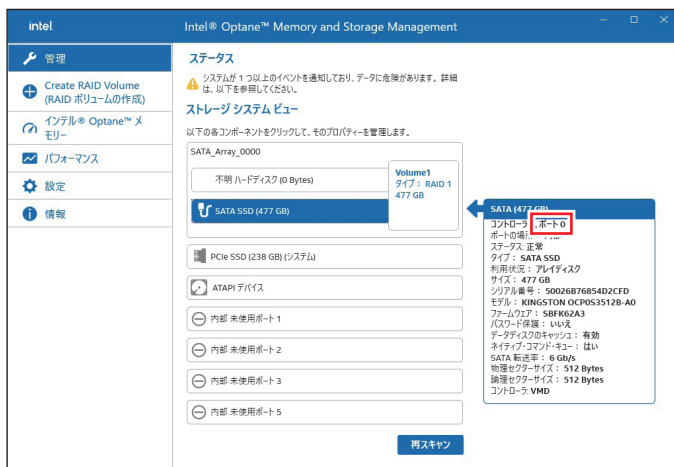 intel.
Intel® Optane™ Memory and Storage Management
管理
Create RAID Volume
(RAID ボリュームの作成)
インテル® Optane™ メ
モリー
パフォーマンス
設定
情報
ステータス
システムが 1 つ以上のイベントを通知しており、データに危険があります。詳細
は、以下を参照してください。
ストレージ システム ビュー
以下の各コンポーネントをクリックして、そのプロパティーを管理します。
SATA_Array_0000
不明 ハードディスク (0 Bytes)
SATA SSD (477 GB)
Volume1
タイプ： RAID 1
477 GB
PCIe SSD (238 GB) (システム)
ATAPI デバイス
内部 未使用ポート 1
内部 未使用ポート 2
内部 未使用ポート 3
内部 未使用ポート 5
再スキャン
SATA (477 GB)
コントローラ , ポート 0
ポートの場所
ステータス: 正常
タイプ： SATA SSD
利用状況： アレイディスク
サイズ： 477 GB
シリアル番号： 50026B76854D2CFD
モデル： KINGSTON OCP0S3512B-A0
ファームウェア： SBFK62A3
パスワード保護： いいえ
データディスクのキャッシュ： 有効
ネイティブ・コマンド・キュー： はい
SATA 転送率： 6 Gb/s
物理セクターサイズ： 512 Bytes
論理セクターサイズ： 512 Bytes
コントローラ: VMD